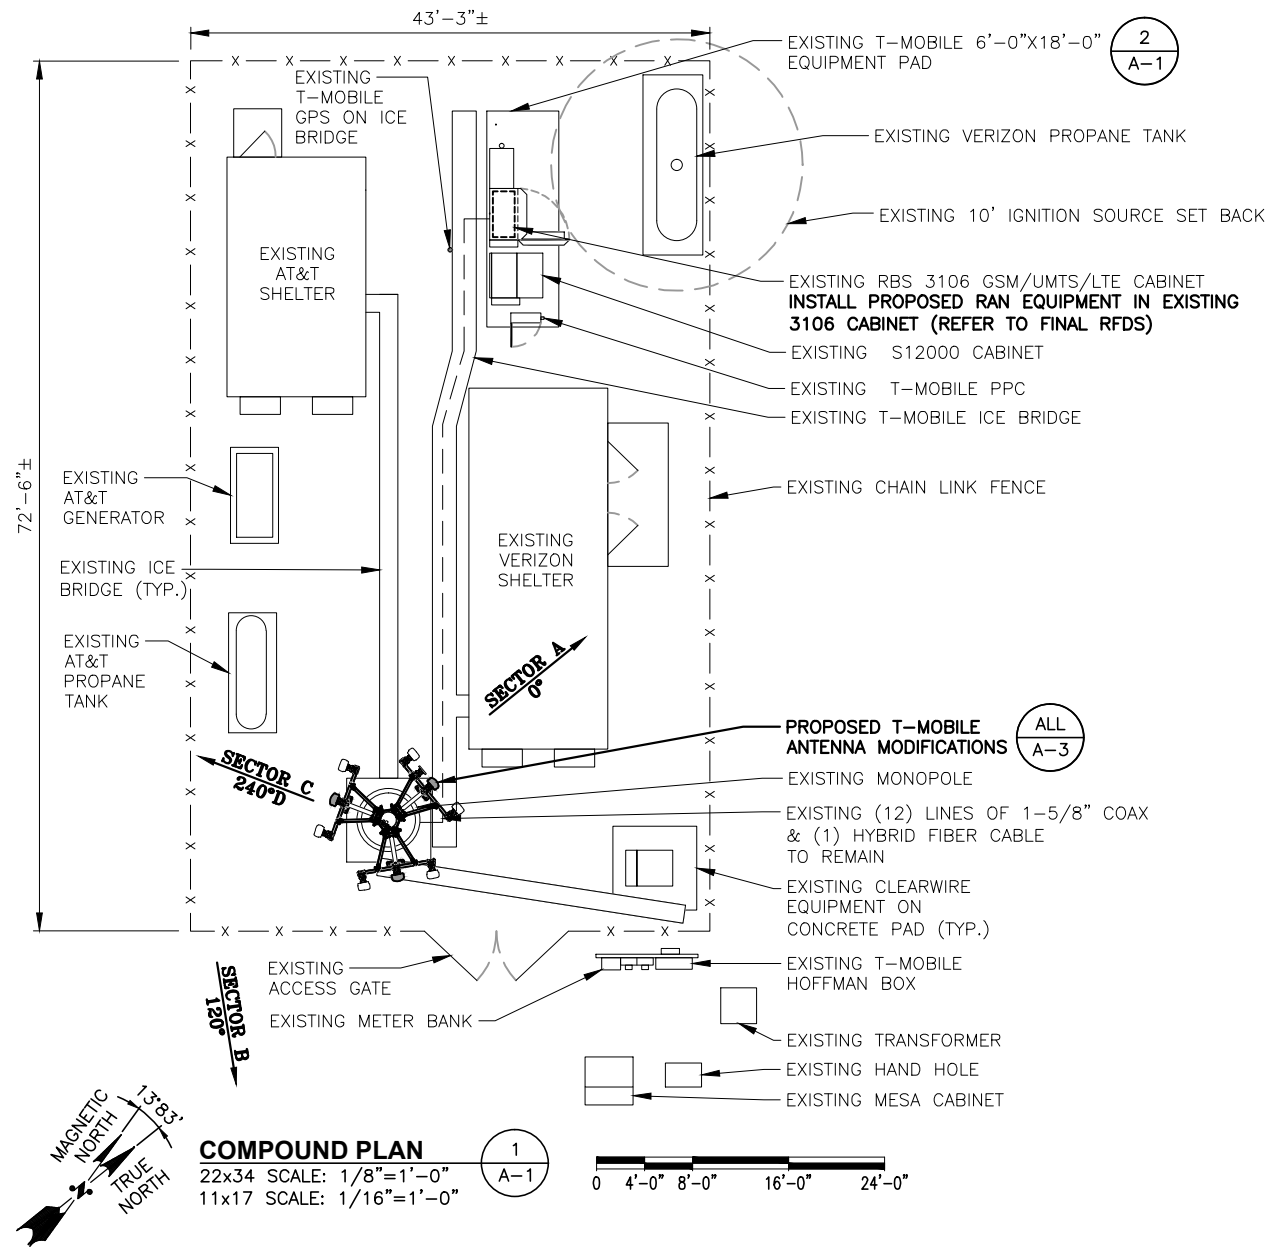 43'-3"±
EXISTING T-MOBILE 6'-0"X18'-0"
EQUIPMENT PAD
2
A-1
EXISTING
T-MOBILE
GPS ON ICE
BRIDGE
EXISTING VERIZON PROPANE TANK
EXISTING 10' IGNITION SOURCE SET BACK
EXISTING
AT&T
SHELTER
EXISTING RBS 3106 GSM/UMTS/LTE CABINET
INSTALL PROPOSED RAN EQUIPMENT IN EXISTING
3106 CABINET (REFER TO FINAL RFDS)
EXISTING S12000 CABINET
EXISTING T-MOBILE PPC
EXISTING T-MOBILE ICE BRIDGE
72'-6"±
EXISTING
AT&T
GENERATOR
EXISTING CHAIN LINK FENCE
EXISTING
VERIZON
SHELTER
EXISTING ICE
BRIDGE (TYP.)
EXISTING
AT&T
PROPANE
TANK
SECTOR A
0°
PROPOSED T-MOBILE
ANTENNA MODIFICATIONS
ALL
A-3
SECTOR C
240°D
EXISTING MONOPOLE
EXISTING (12) LINES OF 1-5/8" COAX
& (1) HYBRID FIBER CABLE
TO REMAIN
EXISTING CLEARWIRE
EQUIPMENT ON
CONCRETE PAD (TYP.)
EXISTING
ACCESS GATE
EXISTING T-MOBILE
HOFFMAN BOX
SECTOR B
120°
EXISTING METER BANK
EXISTING TRANSFORMER
EXISTING HAND HOLE
EXISTING MESA CABINET
MAGNETIC
NORTH
13°83'
TRUE
NORTH
N
COMPOUND PLAN
22x34 SCALE: 1/8"=1'-0"
11x17 SCALE: 1/16"=1'-0"
1
A-1
0 4'-0" 8'-0" 16'-0" 24'-0"